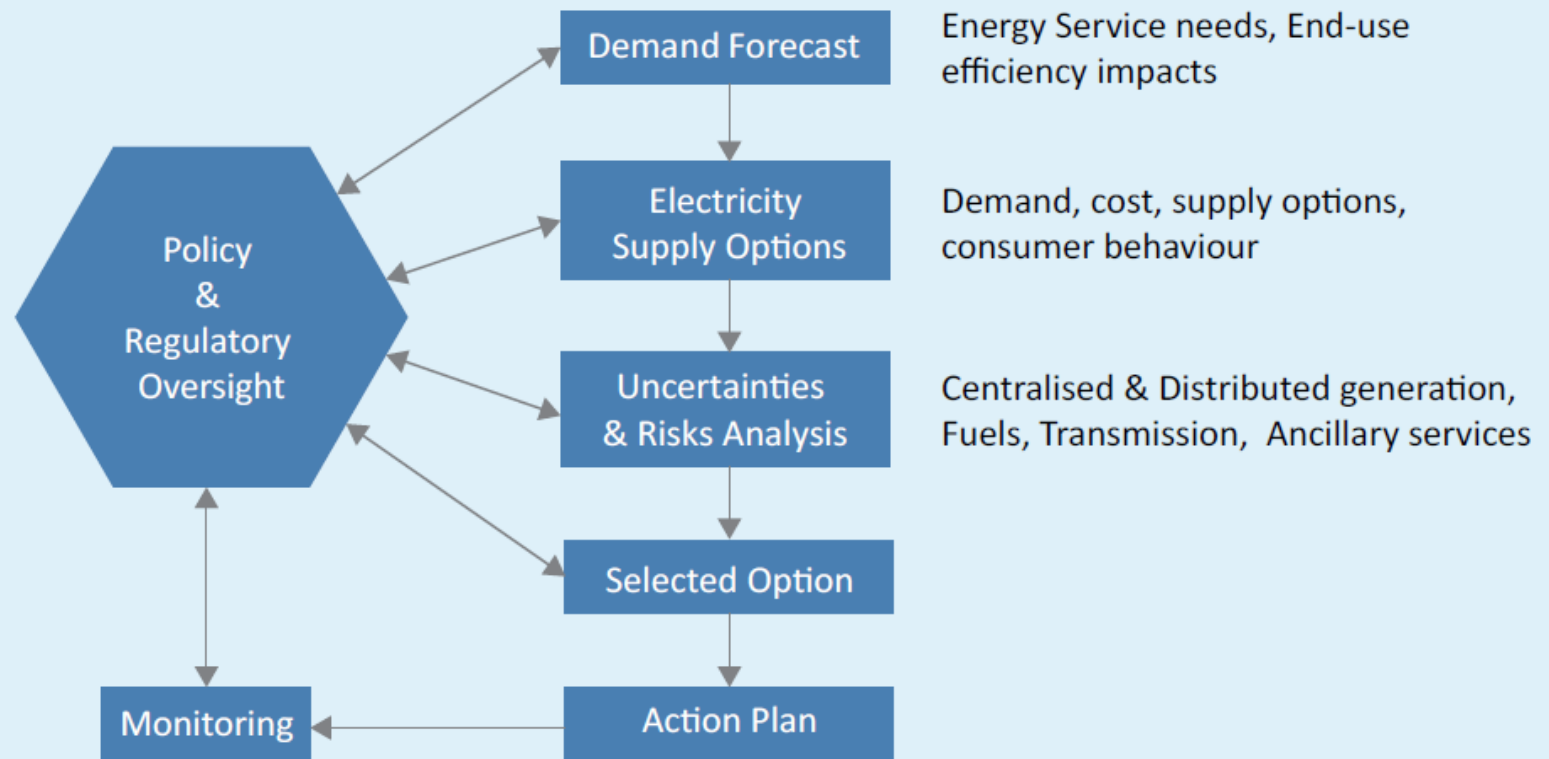 Demand Forecast
Energy Service needs, End-use
efficiency impacts
Policy
&
Regulatory
Oversight
Electricity
Supply Options
Demand, cost, supply options,
consumer behaviour
Uncertainties
& Risks Analysis
Centralised & Distributed generation,
Fuels, Transmission, Ancillary services
Selected Option
Monitoring
Action Plan